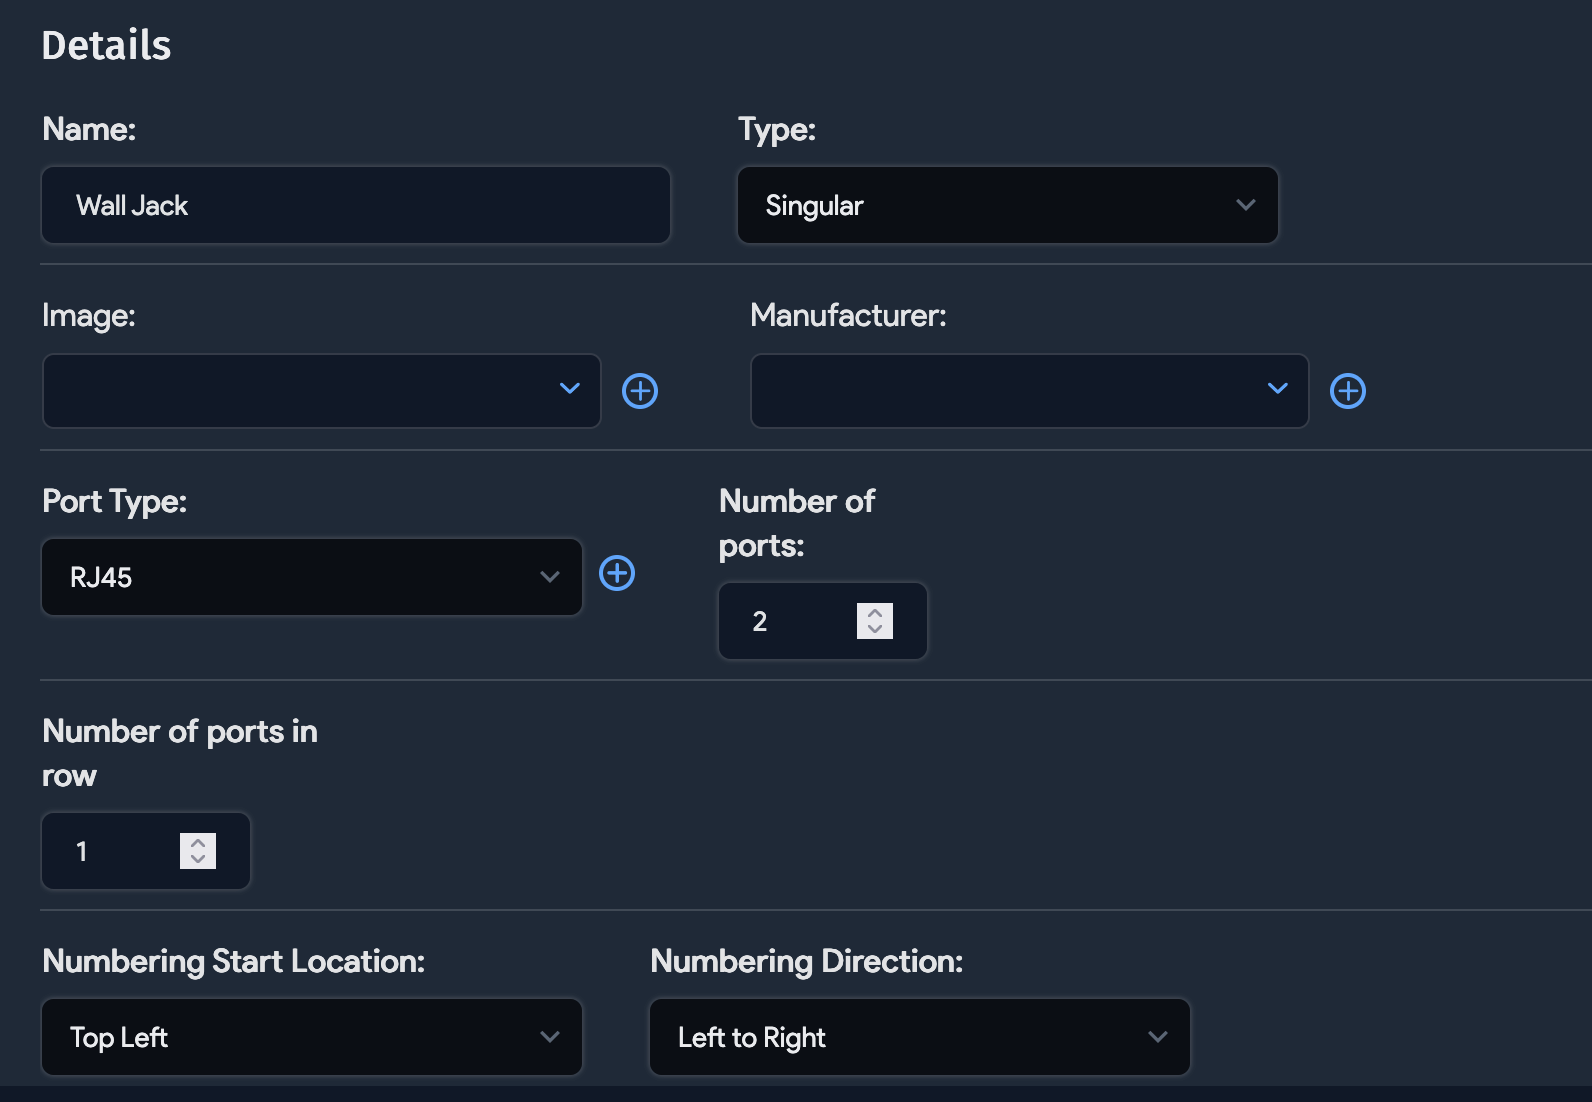 Details
Name:
Type:
Wall Jack
Singular
Image:
Manufacturer:
Port Type:
Number of
ports:
RJ45
2
Number of ports in
row
1
Numbering Start Location:
Numbering Direction:
Top Left
Left to Right